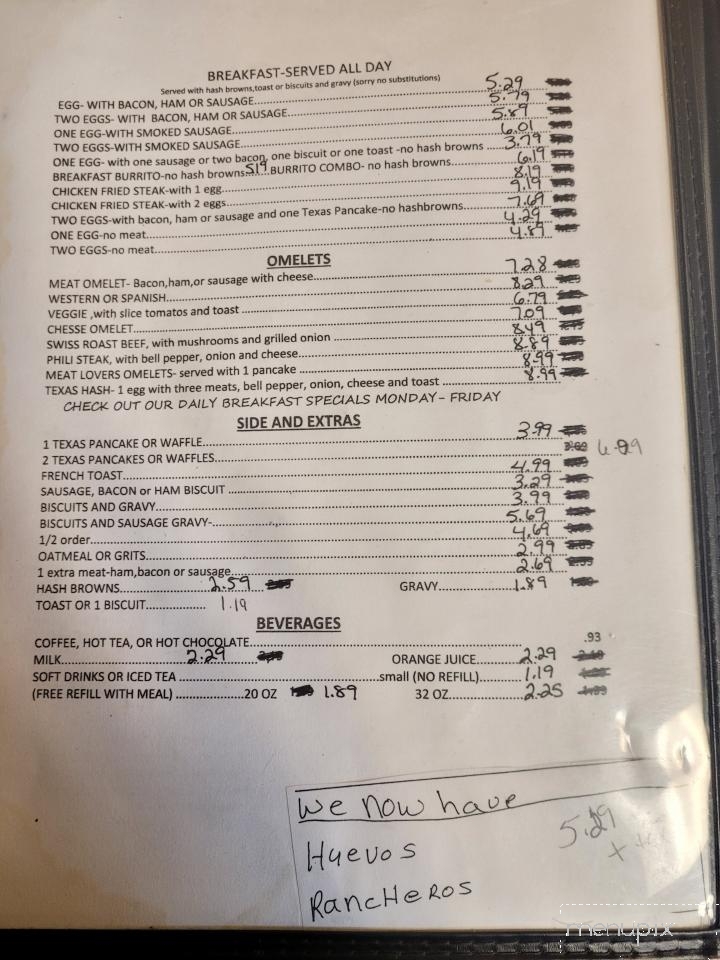 BREAKFAST-SERVED ALL DAY
Served with hash browns,toast or biscuits and gravy (sorry no substitutions)
EGG- WITH BACON, HAM OR SAUSAGE 5.29
TWO EGGS- WITH BACON, HAM OR SAUSAGE 5.79
ONE EGG-WITH SMOKED SAUSAGE 5.89
TWO EGGS-WITH SMOKED SAUSAGE 6.01
ONE EGG- with one sausage or two bacon, one biscuit or one toast -no hash browns 3.79
BREAKFAST BURRITO-no hash browns 519 BURRITO COMBO- no hash browns 6.19
CHICKEN FRIED STEAK-with 1 egg 8.19
CHICKEN FRIED STEAK-with 2 eggs 9.19
TWO EGGS-with bacon, ham or sausage and one Texas Pancake-no hashbrowns 7.69
ONE EGG-no meat 4.29
TWO EGGS-no meat 4.89
OMELETS
MEAT OMELET- Bacon,ham,or sausage with cheese 7.28
WESTERN OR SPANISH 8.29
VEGGIE ,with slice tomatos and toast 6.79
CHESSE OMELET 7.09
SWISS ROAST BEEF, with mushrooms and grilled onion 8.49
PHILI STEAK, with bell pepper, onion and cheese 8.89
MEAT LOVERS OMELETS- served with 1 pancake 8.99
TEXAS HASH- 1 egg with three meats, bell pepper, onion, cheese and toast 8.99
CHECK OUT OUR DAILY BREAKFAST SPECIALS MONDAY- FRIDAY
SIDE AND EXTRAS
1 TEXAS PANCAKE OR WAFFLE 3.99
2 TEXAS PANCAKES OR WAFFLES
FRENCH TOAST 4.99
SAUSAGE, BACON or HAM BISCUIT 3.29
BISCUITS AND GRAVY 3.99
BISCUITS AND SAUSAGE GRAVY- 5.69
1/2 order 4.69
OATMEAL OR GRITS 2.99
1 extra meat-ham,bacon or sausage 2.69
HASH BROWNS 2.59 GRAVY 1.89
TOAST OR 1 BISCUIT 1.19
BEVERAGES
COFFEE, HOT TEA, OR HOT CHOCOLATE .93
MILK 2.29 ORANGE JUICE 2.29
SOFT DRINKS OR ICED TEA small (NO REFILL) 1.19
(FREE REFILL WITH MEAL) 20 OZ 1.89 32 OZ 2.25
We now have
Huevos 5.29
RancHeros
menupix